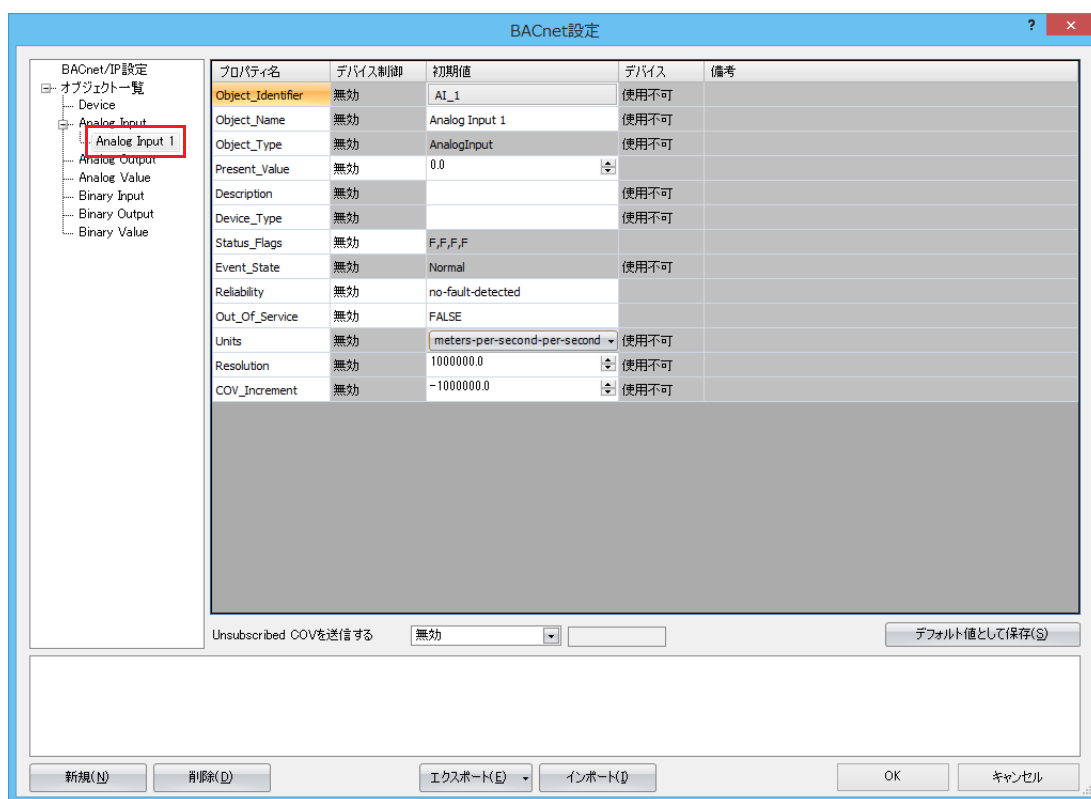 BACnet設定
?
×
BACnet/IP設定
オブジェクト一覧
Device
Analog Input
Analog Input 1
Analog Output
Analog Value
Binary Input
Binary Output
Binary Value
プロパティ名 デバイス制御 初期値 デバイス 備考
Object_Identifier 無効 AI_1 使用不可
Object_Name 無効 Analog Input 1 使用不可
Object_Type 無効 AnalogInput 使用不可
Present_Value 無効 0.0
Description 無効 使用不可
Device_Type 無効 使用不可
Status_Flags 無効 F,F,F,F
Event_State 無効 Normal 使用不可
Reliability 無効 no-fault-detected
Out_Of_Service 無効 FALSE
Units 無効 meters-per-second-per-second 使用不可
Resolution 無効 1000000.0 使用不可
COV_Increment 無効 -1000000.0 使用不可
Unsubscribed COVを送信する 無効 デフォルト値として保存(S)
新規(N) 削除(D) エクスポート(E) インポート(I) OK キャンセル